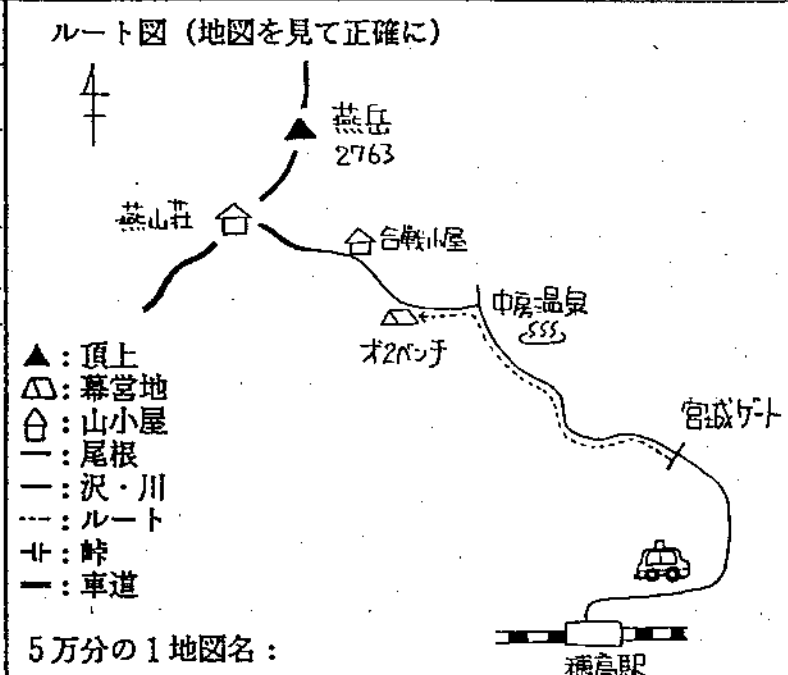 ルート図（地図を見て正確に）
燕岳
2763
燕山荘
合戦小屋
中房温泉
才2ベンチ
宮城ゲート
▲：頂上
：幕営地
：山小屋
―：尾根
―：沢・川
---：ルート
：峠
―：車道
5万分の1地図名：
穂高駅